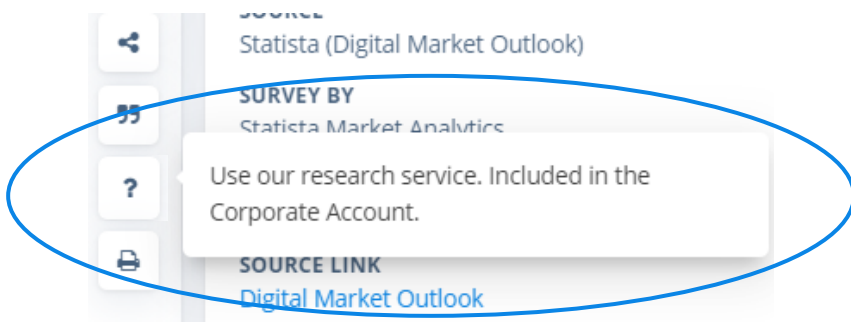 SOURCE
Statista (Digital Market Outlook)
SURVEY BY
Statista Market Analytics
?
Use our research service. Included in the
Corporate Account.
SOURCE LINK
Digital Market Outlook